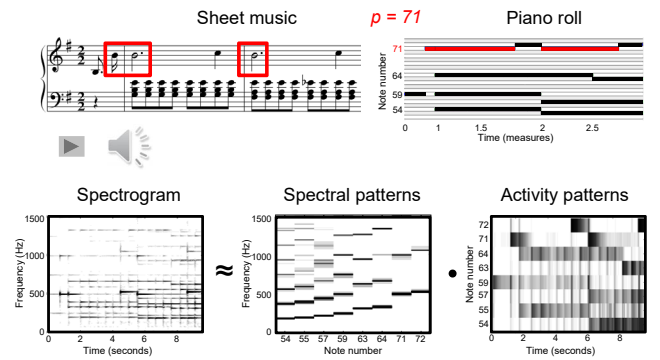 Sheet music
p = 71
Piano roll
Note number
71
64
59
54
0 1 1.5 2 2.5
Time (measures)
Spectrogram
Frequency (Hz)
1500
1000
500
0
0 2 4 6 8
Time (seconds)
≈
Spectral patterns
Frequency (Hz)
1500
1000
500
0
54 55 57 59 63 64 71 72
Note number
•
Activity patterns
Note number
72
71
64
63
59
57
55
54
0 2 4 6 8
Time (seconds)